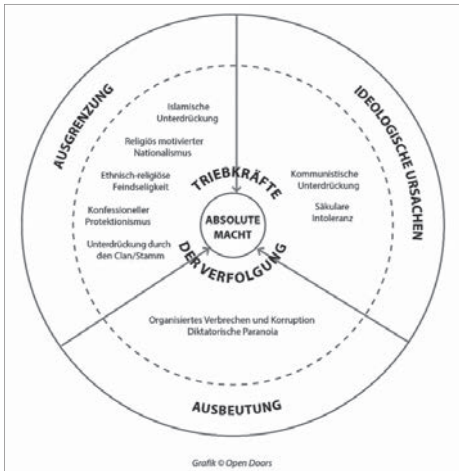 AUSGRENZUNG
IDEOLOGISCHE URSACHEN
Islamische
Unterdrückung
Religiös motivierter
Nationalismus
Ethnisch-religiöse
Feindseligkeit
Konfessioneller
Protektionismus
Unterdrückung durch
den Clan/Stamm
Kommunistische
Unterdrückung
Säkulare
Intoleranz
TRIEBKRÄFTE
ABSOLUTE
MACHT
DER VERFOLGUNG
Organisiertes Verbrechen und Korruption
Diktatorische Paranoia
AUSBEUTUNG
Grafik © Open Doors